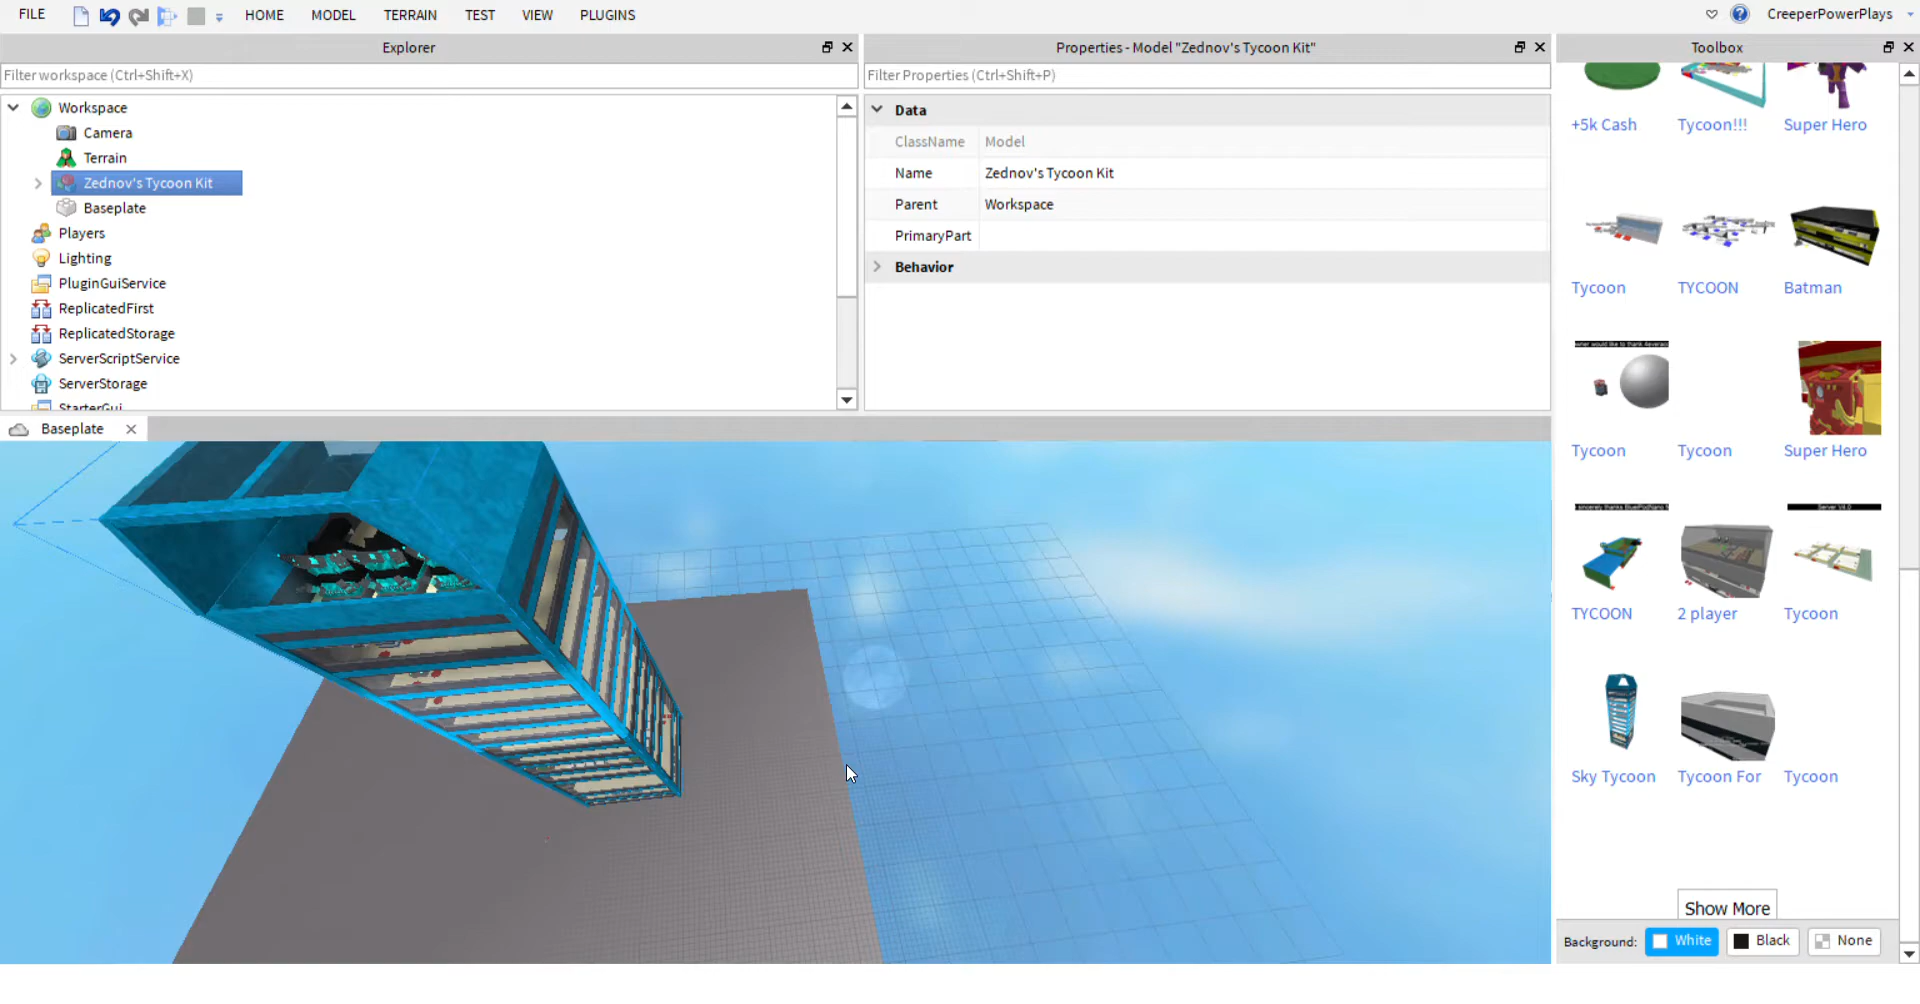 FILE HOME MODEL TERRAIN TEST VIEW PLUGINS CreeperPowerPlays
Explorer
Filter workspace (Ctrl+Shift+X)
Workspace
Camera
Terrain
Zednov's Tycoon Kit
Baseplate
Players
Lighting
PluginGuiService
ReplicatedFirst
ReplicatedStorage
ServerScriptService
ServerStorage
StarterGui
Properties - Model "Zednov's Tycoon Kit"
Filter Properties (Ctrl+Shift+P)
Data
ClassName Model
Name Zednov's Tycoon Kit
Parent Workspace
PrimaryPart
Behavior
Baseplate
Toolbox
+5k Cash Tycoon!!! Super Hero
Tycoon TYCOON Batman
Tycoon Tycoon Super Hero
Server V4.0
TYCOON 2 player Tycoon
Sky Tycoon Tycoon For Tycoon
Show More
Background: White Black None